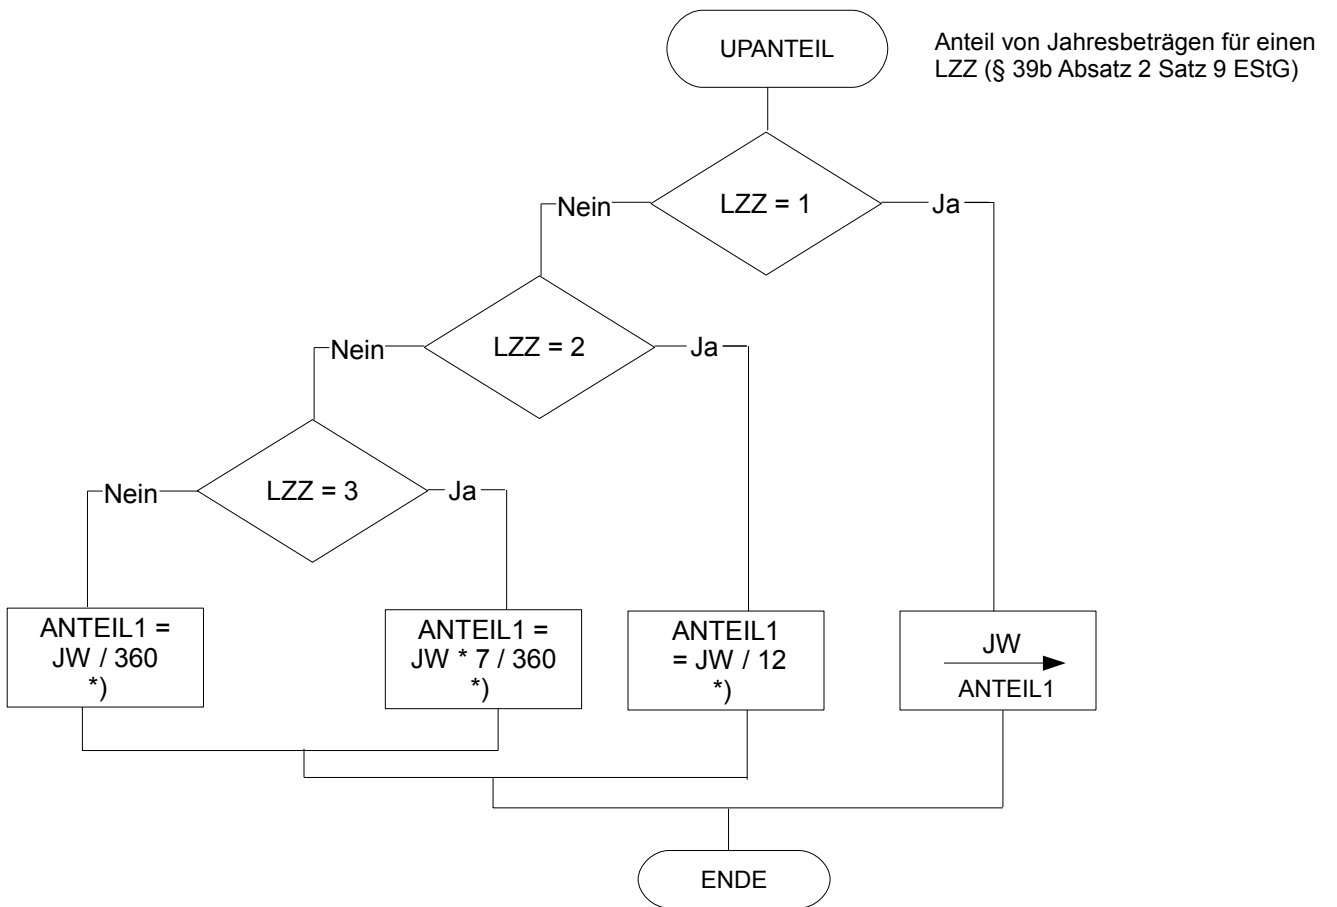 UPANTEIL
Anteil von Jahresbeträgen für einen
LZZ (§ 39b Absatz 2 Satz 9 EStG)
Nein
LZZ = 1
Ja
Nein
LZZ = 2
Ja
Nein
LZZ = 3
Ja
ANTEIL1 =
JW / 360
*)
ANTEIL1 =
JW * 7 / 360
*)
ANTEIL1
= JW / 12
*)
JW
ANTEIL1
ENDE